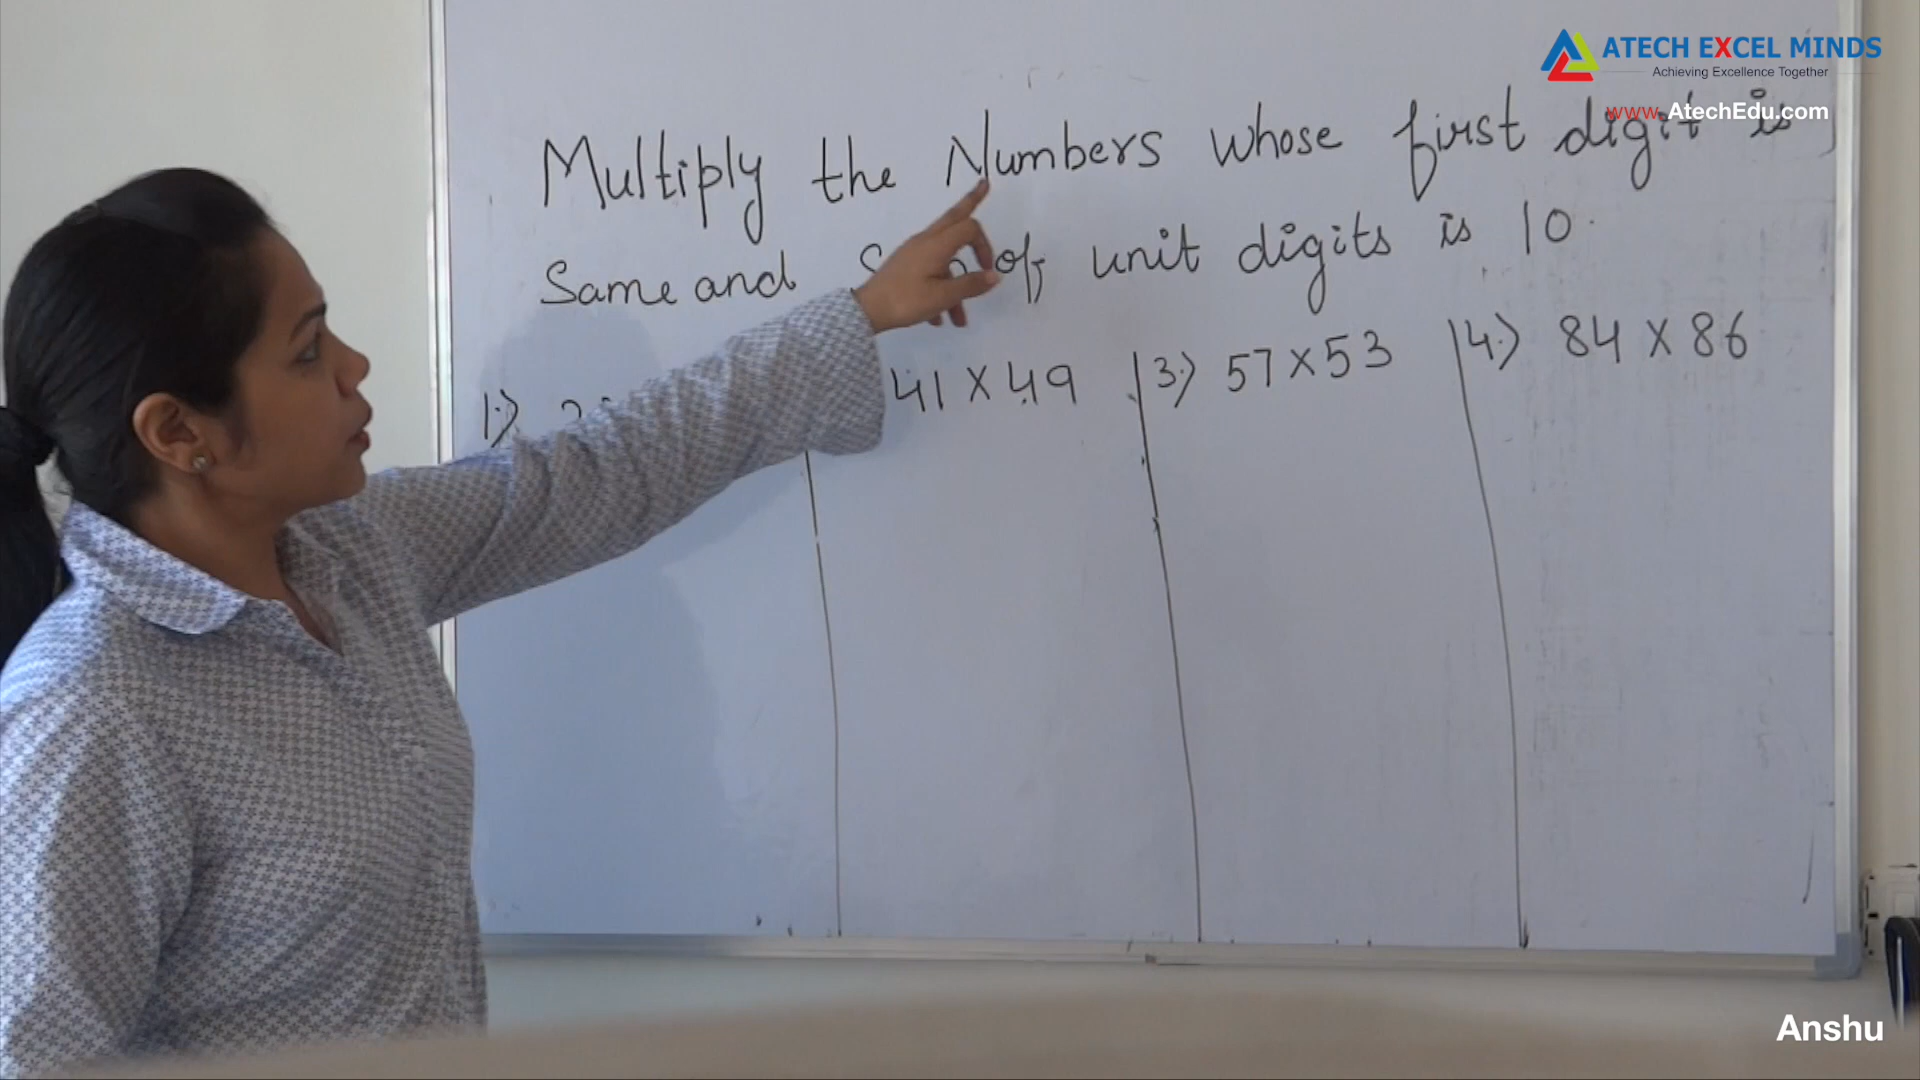 ATECH EXCEL MINDS
Achieving Excellence Together
www.AtechEdu.com
Multiply the Numbers whose first digit is
Same and of unit digits is 10.
1.)
41 X 49
3.) 57 X 53
4.) 84 X 86
Anshu